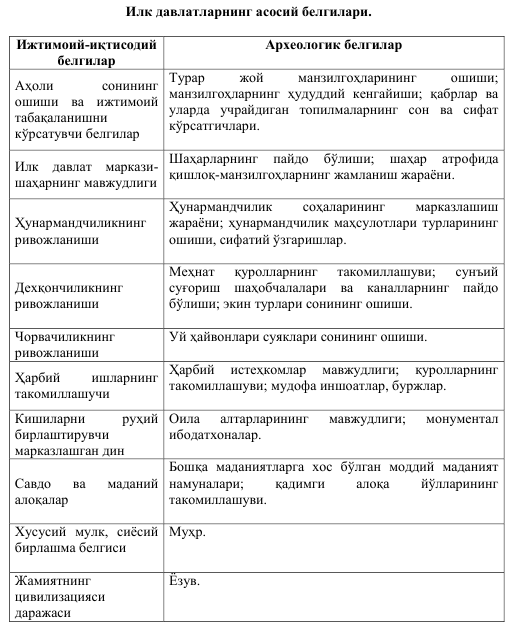 Илк давлатларнинг асосий белгилари.
Ижтимоий-иқтисодий
белгилар
Археологик белгилар
Аҳоли сонининг
ошиши ва ижтимоий
табақаланишни
кўрсатувчи белгилар
Турар жой манзилгоҳларининг ошиши;
манзилгоҳларнинг ҳудуддий кенгайиши; қабрлар ва
уларда учрайдиган топилмаларнинг сон ва сифат
кўрсатгичлари.
Илк давлат маркази-
шаҳарнинг мавжудлиги
Шаҳарларнинг пайдо бўлиши; шаҳар атрофида
қишлоқ-манзилгоҳларнинг жамланиш жараёни.
Ҳунармандчиликнинг
ривожланиши
Ҳунармандчилик соҳаларининг марказлашиш
жараёни; ҳунармандчилик маҳсулотлари турларининг
ошиши, сифатий ўзгаришлар.
Дехқончиликнинг
ривожланиши
Меҳнат қуролларнинг такомиллашуви; сунъий
суғориш шаҳобчалалари ва каналларнинг пайдо
бўлиши; экин турлари сонининг ошиши.
Чорвачиликнинг
ривожланиши
Уй ҳайвонлари суяклари сонининг ошиши.
Ҳарбий ишларнинг
такомиллашучи
Ҳарбий истеҳкомлар мавжудлиги; қуролларнинг
такомиллашуви; мудофа иншоатлар, буржлар.
Кишиларни руҳий
бирлаштирувчи
марказлашган дин
Оила алтарларининг мавжудлиги; монументал
ибодатхоналар.
Савдо ва маданий
алоқалар
Бошқа маданиятларга хос бўлган моддий маданият
намуналари; қадимги алоқа йўлларининг
такомиллашуви.
Хусусий мулк, сиёсий
бирлашма белгиси
Муҳр.
Жамиятнинг
цивилизацияси
даражаси
Ёзув.